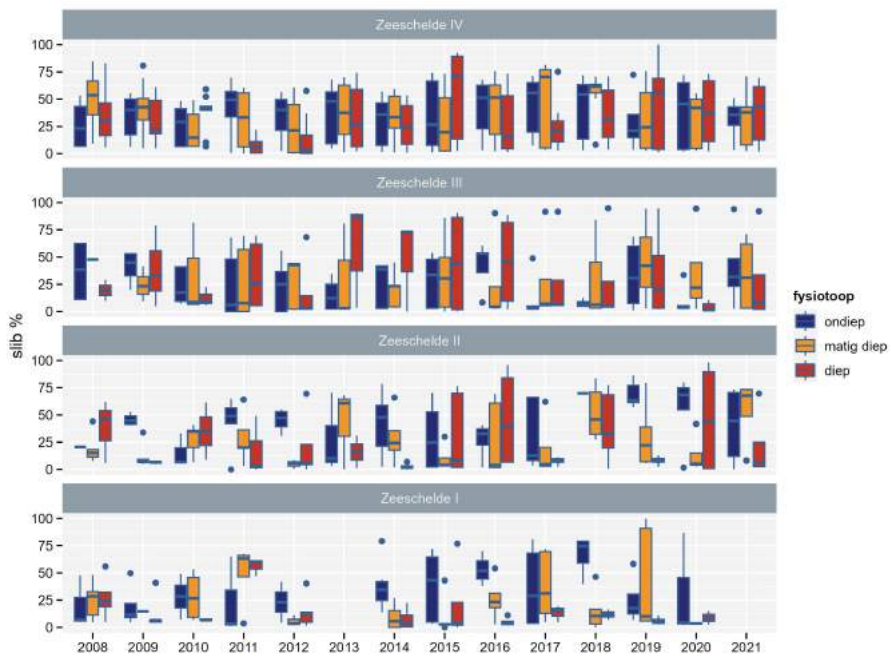 Zeeschelde IV
100
75
50
25
0
Zeeschelde III
100
75
50
25
0
slib %
fysiotoop
ondiep
matig diep
diep
Zeeschelde II
100
75
50
25
0
Zeeschelde I
100
75
50
25
0
2008 2009 2010 2011 2012 2013 2014 2015 2016 2017 2018 2019 2020 2021